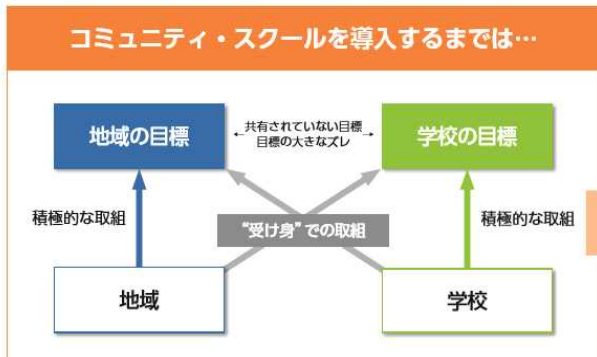 コミュニティ・スクールを導入するまでは…
地域の目標
←共有されていない目標→
目標の大きなズレ
学校の目標
積極的な取組
“受け身”での取組
積極的な取組
地域
学校